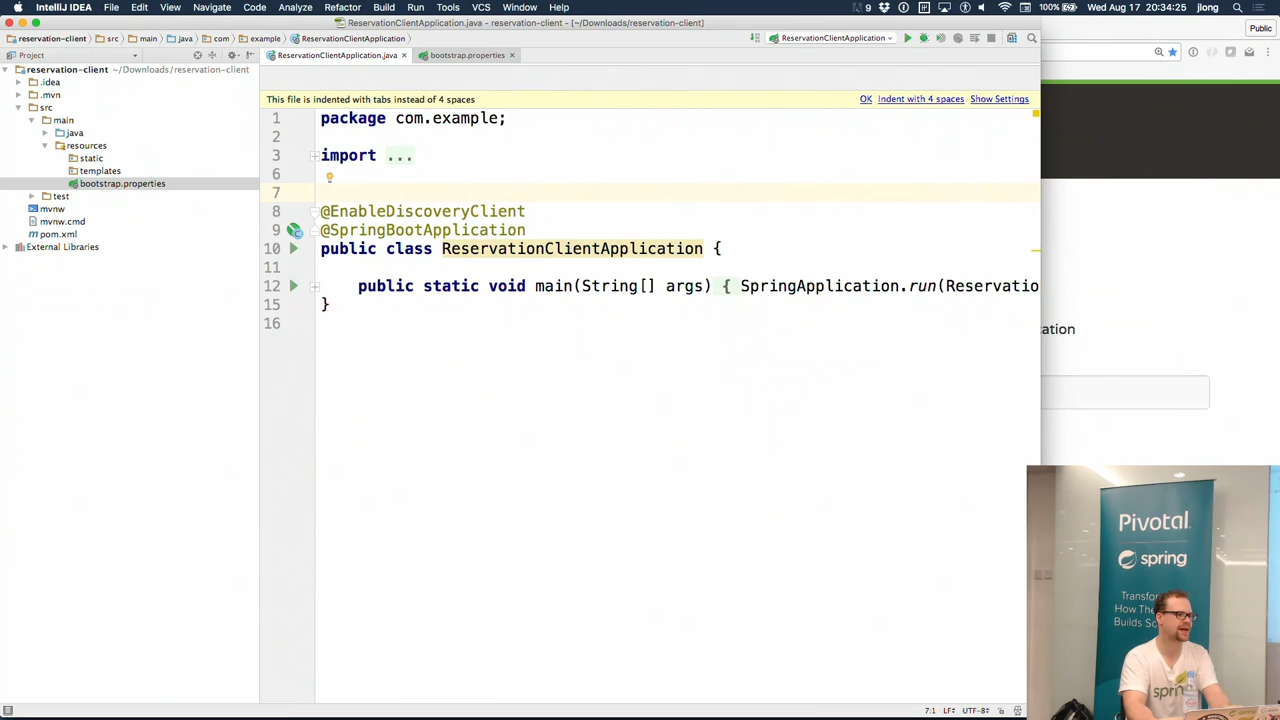 IntelliJ IDEA File Edit View Navigate Code Analyze Refactor Build Run Tools VCS Window Help 9 100% Wed Aug 17 20:34:25 jlong
ReservationClientApplication.java - reservation-client - [~/Downloads/reservation-client]
Public
reservation-client src main java com example ReservationClientApplication
ReservationClientApplication
Project
ReservationClientApplication.java bootstrap.properties
reservation-client ~/Downloads/reservation-client
.idea
.mvn
src
main
java
resources
static
templates
bootstrap.properties
test
mvnw
mvnw.cmd
pom.xml
External Libraries
This file is indented with tabs instead of 4 spaces OK Indent with 4 spaces Show Settings
1 package com.example;
2
3 import ...
6
7
8 @EnableDiscoveryClient
9 @SpringBootApplication
10 public class ReservationClientApplication {
11
12 public static void main(String[] args) { SpringApplication.run(Reservatio
15 }
16
ication
Pivotal
spring
Transfor
How The
Builds So
spring
7:1 LF UTF-8